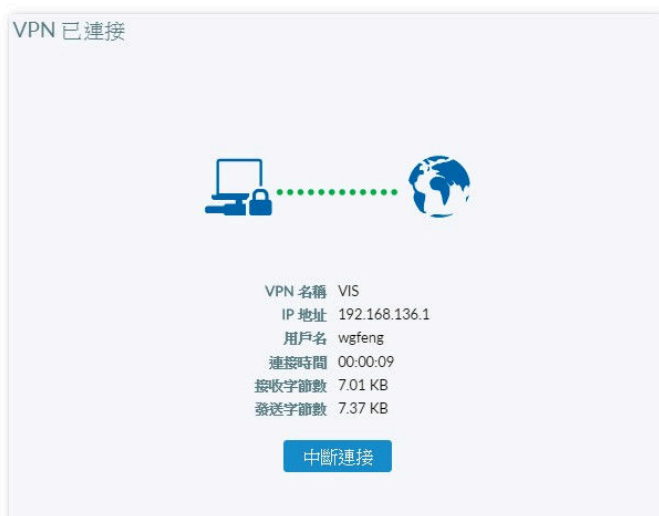 VPN 已連接
VPN 名稱 VIS
IP 地址 192.168.136.1
用戶名 wgfeng
連接時間 00:00:09
接收字節數 7.01 KB
發送字節數 7.37 KB
中斷連接